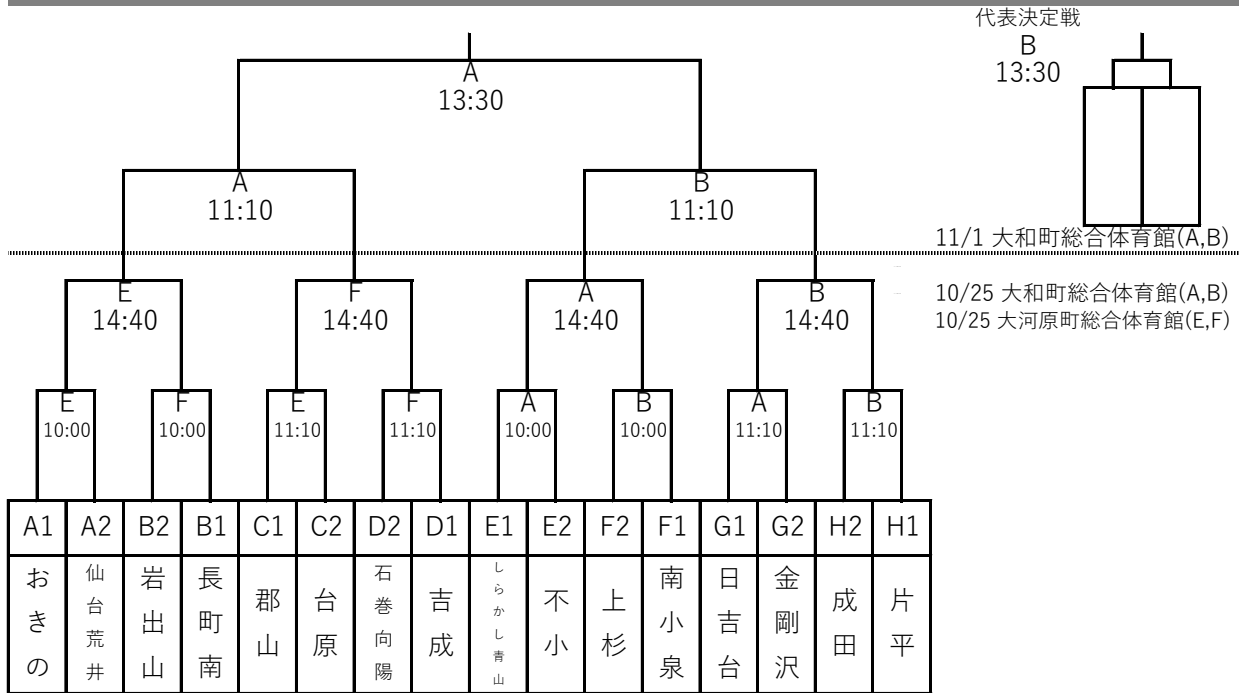 代表決定戦
B
13:30
A
13:30
A
11:10
B
11:10
11/1 大和町総合体育館(A,B)
E
14:40
F
14:40
A
14:40
B
14:40
10/25 大和町総合体育館(A,B)
10/25 大河原町総合体育館(E,F)
E
10:00
F
10:00
E
11:10
F
11:10
A
10:00
B
10:00
A
11:10
B
11:10
A1 A2 B2 B1 C1 C2 D2 D1 E1 E2 F2 F1 G1 G2 H2 H1
おきの
仙台荒井
岩出山
長町南
郡山
台原
石巻向陽
吉成
しらかし青山
不小
上杉
南小泉
日吉台
金剛沢
成田
片平